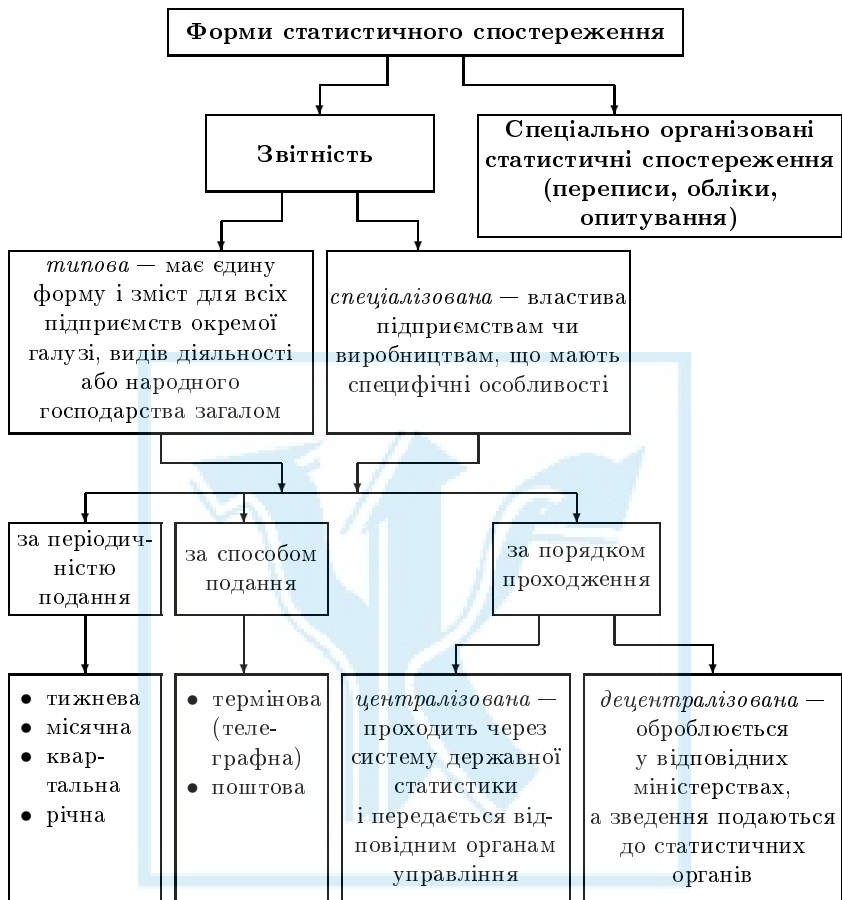 Форми статистичного спостереження
Звітність
Спеціально організовані
статистичні спостереження
(переписи, обліки,
опитування)
типова — має єдину
форму і зміст для всіх
підприємств окремої
галузі, видів діяльності
або народного
господарства загалом
спеціалізована — властива
підприємствам чи
виробництвам, що мають
специфічні особливості
за періодич-
ністю
подання
за способом
подання
за порядком
проходження
• тижнева
• місячна
• квар-
тальна
• річна
• термінова
(теле-
графна)
• поштова
централізована —
проходить через
систему державної
статистики
і передається від-
повідним органам
управління
децентралізована —
оброблюється
у відповідних
міністерствах,
а зведення подаються
до статистичних
органів